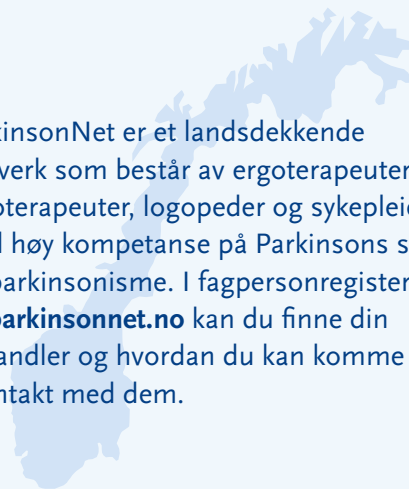 kinsonNet er et landsdekkende
verk som består av ergoterapeuter
oterapeuter, logopeder og sykeplei
høy kompetanse på Parkinsons s
parkinsonisme. I fagpersonregister
parkinsonnet.no kan du finne din
andler og hvordan du kan komme
ntakt med dem.